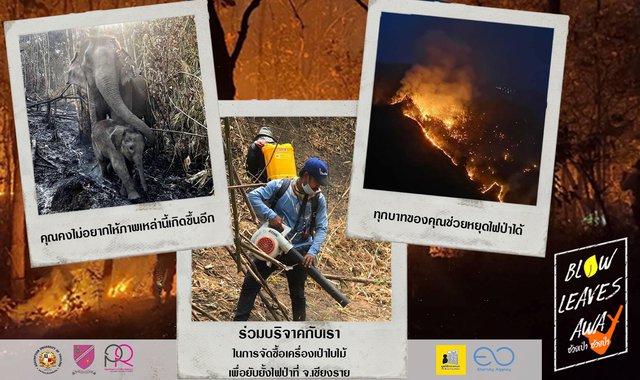 คุณคงไม่อยากให้ภาพเหล่านี้เกิดขึ้นอีก
ทุกบาทของคุณช่วยหยุดไฟป่าได้
ร่วมบริจาคกับเรา
ในการจัดซื้อเครื่องเป่าใบไม้
เพื่อยับยั้งไฟป่าที่ จ.เชียงราย
BLOW
LEAVES
AWAY
ช่วยเป่า ช่วยป่า
PR
Eternity Agency